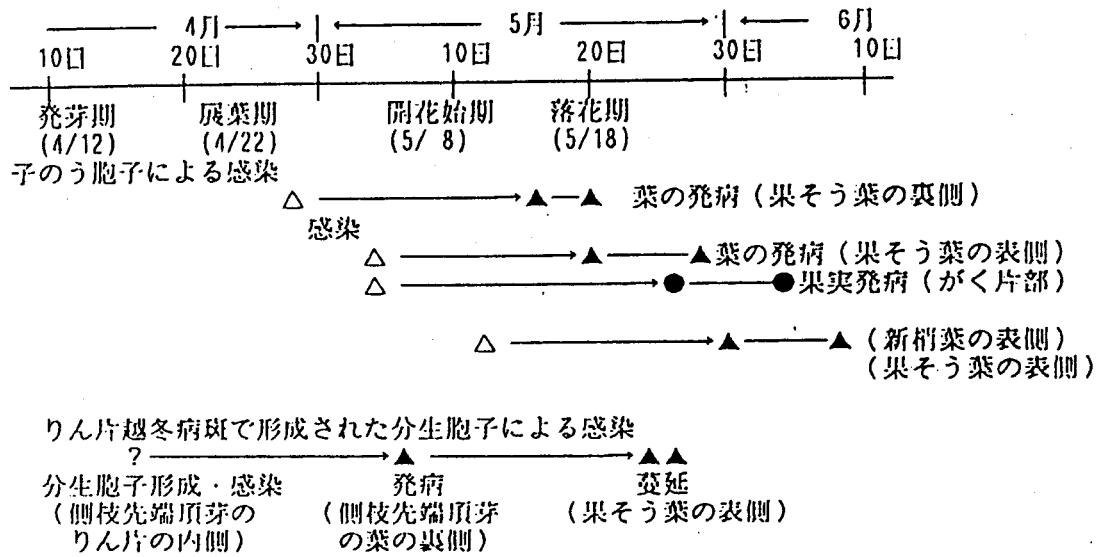 4月 5月 6月
10日 20日 30日 10日 20日 30日 10日
発芽期 展葉期 開花始期 落花期
(4/12) (4/22) (5/ 8) (5/18)
子のう胞子による感染
△ ▲ ▲ 葉の発病(果そう葉の裏側)
感染
△ ▲ ▲ 葉の発病(果そう葉の表側)
△ ● ● 果実発病(がく片部)
△ ▲ ▲ (新梢葉の表側)
(果そう葉の表側)
りん片越冬病斑で形成された分生胞子による感染
? ▲ ▲ ▲
分生胞子形成・感染 発病 蔓延
(側枝先端頂芽の (側枝先端頂芽 (果そう葉の表側)
りん片の内側) の葉の裏側)